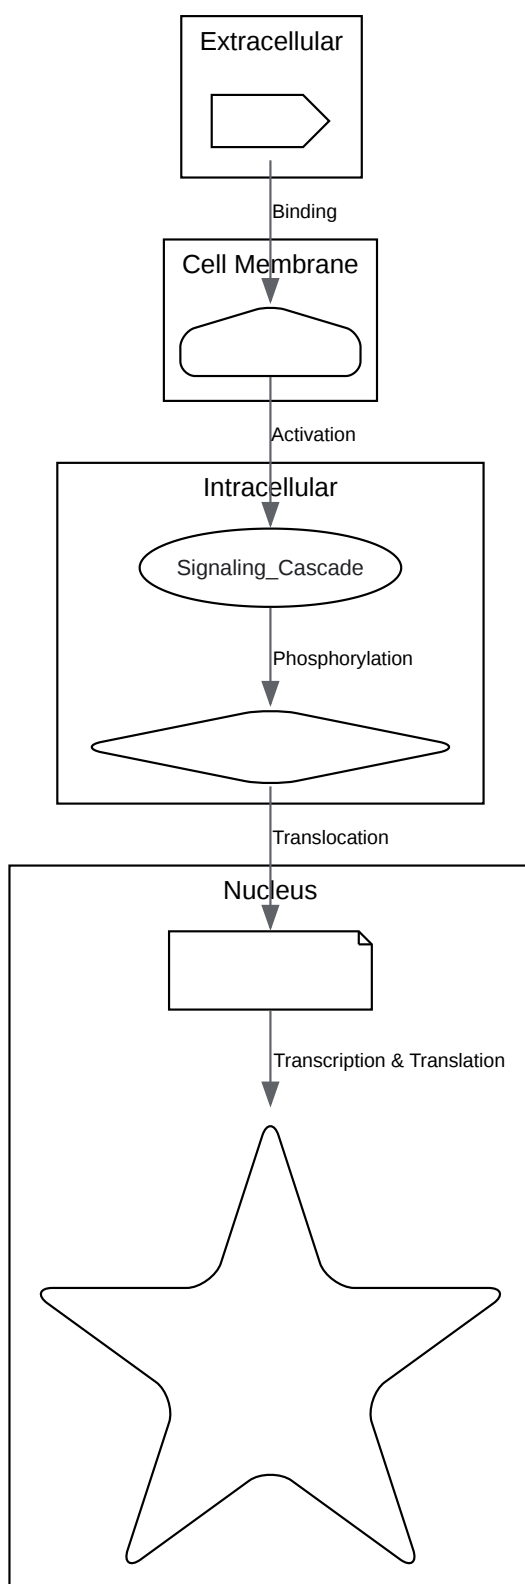 Extracellular
Binding
Cell Membrane
Activation
Intracellular
Signaling_Cascade
Phosphorylation
Translocation
Nucleus
Transcription & Translation